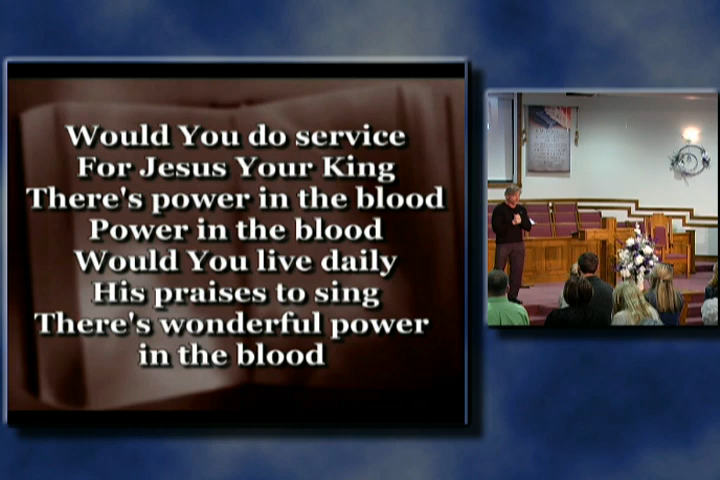 Would You do service
For Jesus Your King
There's power in the blood
Power in the blood
Would You live daily
His praises to sing
There's wonderful power
in the blood